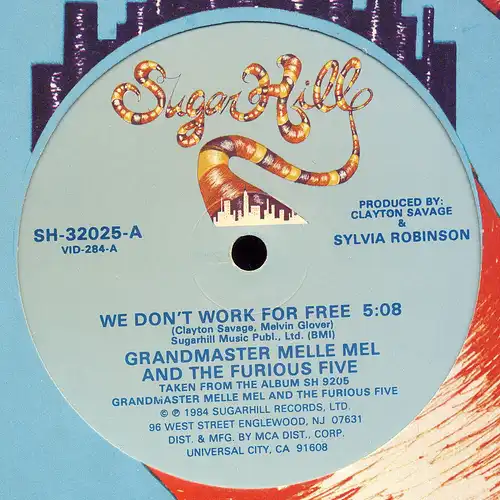 Sugar Hill
SH-32025-A
VID-284-A
PRODUCED BY:
CLAYTON SAVAGE
&
SYLVIA ROBINSON
WE DON'T WORK FOR FREE 5:08
(Clayton Savage, Melvin Glover)
Sugarhill Music Publ., Ltd. (BMI)
GRANDMASTER MELLE MEL
AND THE FURIOUS FIVE
TAKEN FROM THE ALBUM SH 9205
GRANDMASTER MELLE MEL AND THE FURIOUS FIVE
© ℗ 1984 SUGARHILL RECORDS, LTD.
96 WEST STREET ENGLEWOOD, NJ 07631
DIST. & MFG. BY MCA DIST., CORP.
UNIVERSAL CITY, CA 91608